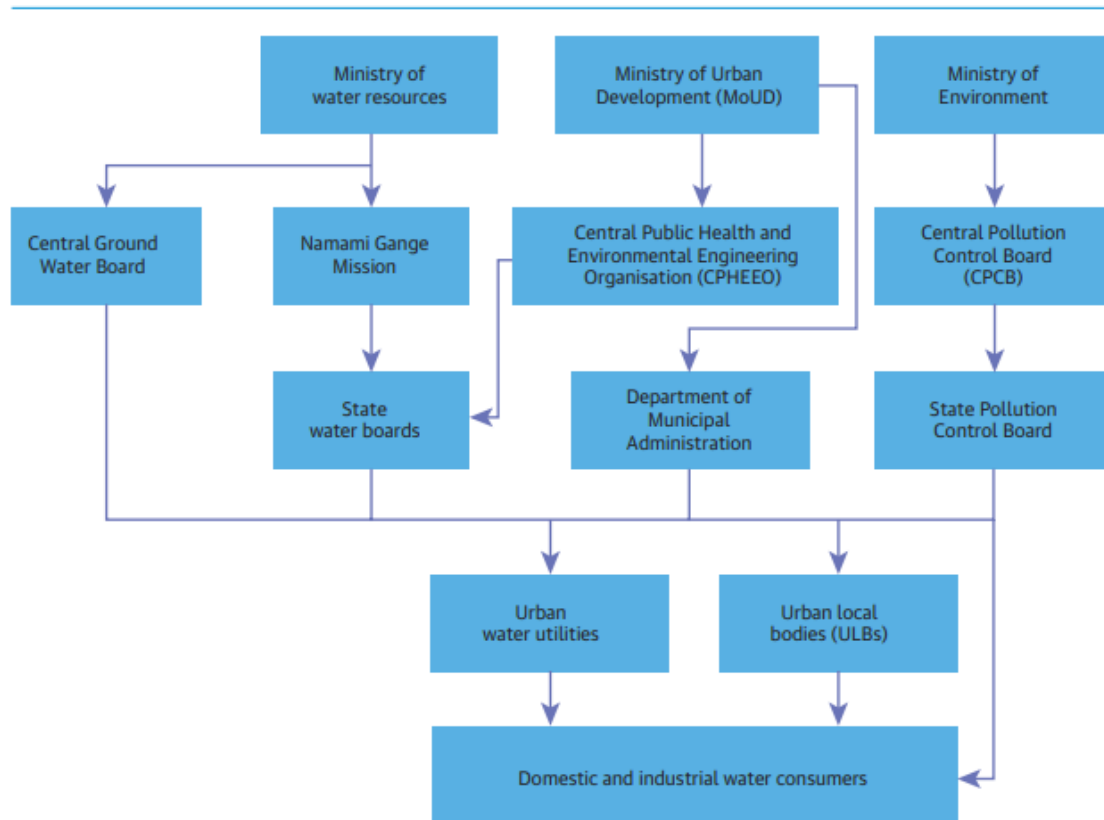 Ministry of
water resources
Ministry of Urban
Development (MoUD)
Ministry of
Environment
Central Ground
Water Board
Namami Gange
Mission
Central Public Health and
Environmental Engineering
Organisation (CPHEEO)
Central Pollution
Control Board
(CPCB)
State
water boards
Department of
Municipal
Administration
State Pollution
Control Board
Urban
water utilities
Urban local
bodies (ULBs)
Domestic and industrial water consumers